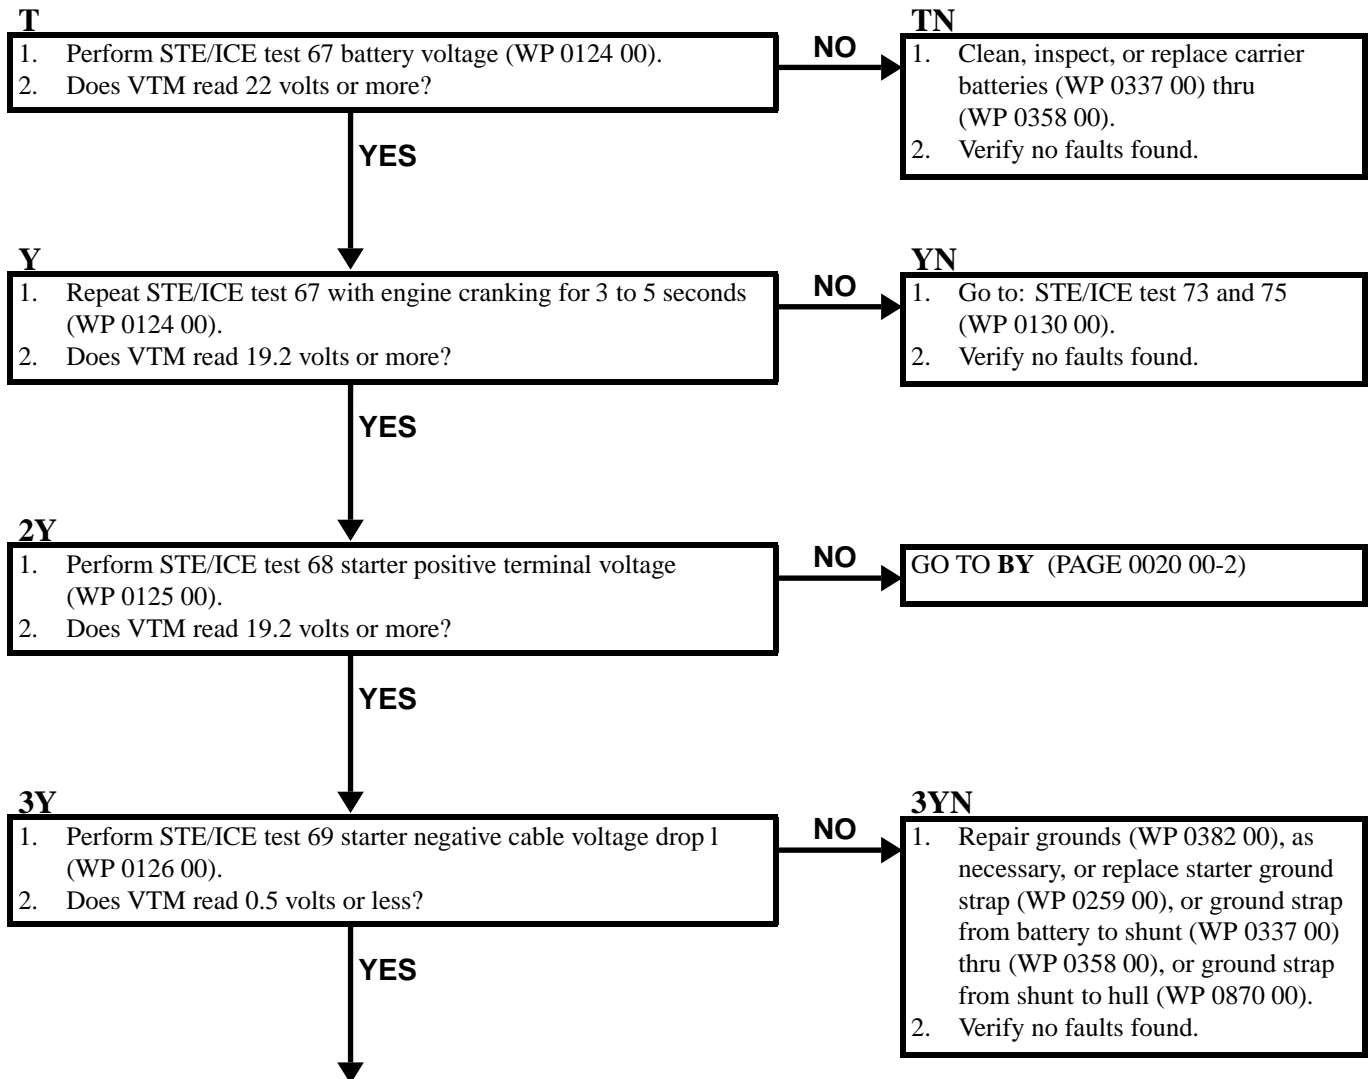 T
1. Perform STE/ICE test 67 battery voltage (WP 0124 00).
2. Does VTM read 22 volts or more?
NO
TN
1. Clean, inspect, or replace carrier
batteries (WP 0337 00) thru
(WP 0358 00).
2. Verify no faults found.
YES
Y
1. Repeat STE/ICE test 67 with engine cranking for 3 to 5 seconds
(WP 0124 00).
2. Does VTM read 19.2 volts or more?
NO
YN
1. Go to: STE/ICE test 73 and 75
(WP 0130 00).
2. Verify no faults found.
YES
2Y
1. Perform STE/ICE test 68 starter positive terminal voltage
(WP 0125 00).
2. Does VTM read 19.2 volts or more?
NO
GO TO BY (PAGE 0020 00-2)
YES
3Y
1. Perform STE/ICE test 69 starter negative cable voltage drop l
(WP 0126 00).
2. Does VTM read 0.5 volts or less?
NO
3YN
1. Repair grounds (WP 0382 00), as
necessary, or replace starter ground
strap (WP 0259 00), or ground strap
from battery to shunt (WP 0337 00)
thru (WP 0358 00), or ground strap
from shunt to hull (WP 0870 00).
2. Verify no faults found.
YES